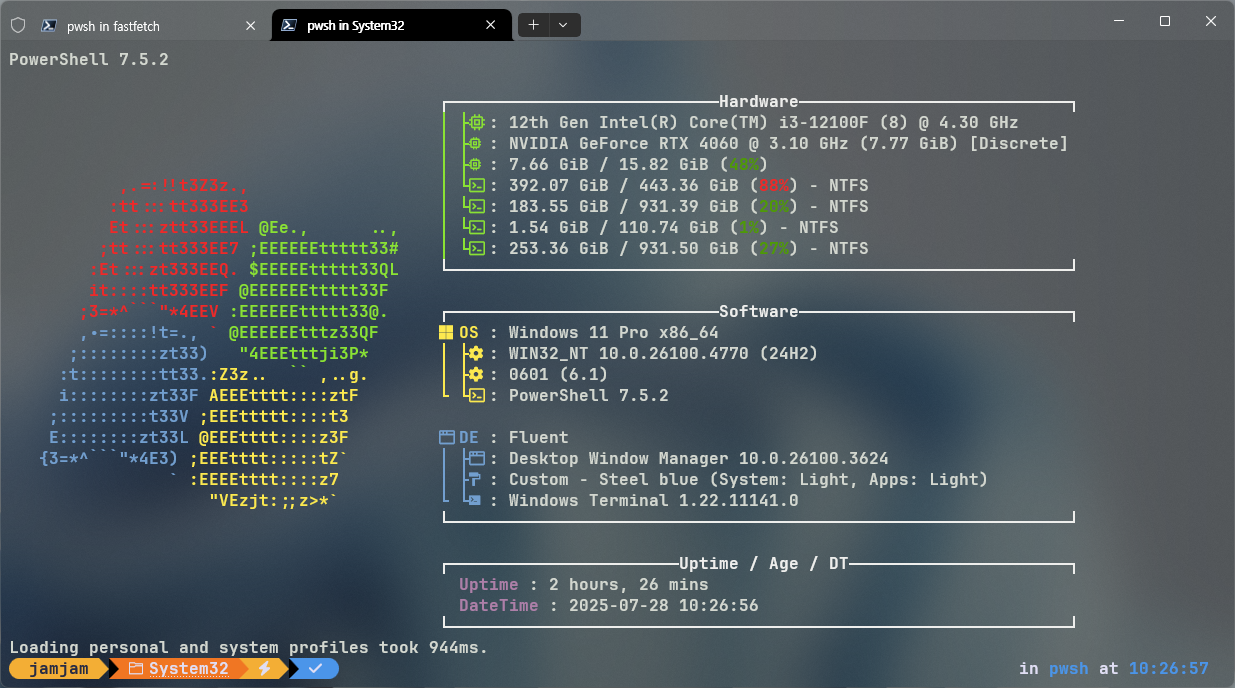 pwsh in fastfetch
pwsh in System32
PowerShell 7.5.2
Hardware
: 12th Gen Intel(R) Core(TM) i3-12100F (8) @ 4.30 GHz
: NVIDIA GeForce RTX 4060 @ 3.10 GHz (7.77 GiB) [Discrete]
: 7.66 GiB / 15.82 GiB (48%)
: 392.07 GiB / 443.36 GiB (88%) - NTFS
: 183.55 GiB / 931.39 GiB (20%) - NTFS
: 1.54 GiB / 110.74 GiB (1%) - NTFS
: 253.36 GiB / 931.50 GiB (27%) - NTFS
Software
OS : Windows 11 Pro x86_64
: WIN32_NT 10.0.26100.4770 (24H2)
: 0601 (6.1)
: PowerShell 7.5.2
DE : Fluent
: Desktop Window Manager 10.0.26100.3624
: Custom - Steel blue (System: Light, Apps: Light)
: Windows Terminal 1.22.11141.0
Uptime / Age / DT
Uptime : 2 hours, 26 mins
DateTime : 2025-07-28 10:26:56
,.=:!!t3Z3z.,
:tt:::tt333EE3
Et:::ztt33EEEL @Ee.,      ..,
;tt:::tt333EE7 ;EEEEEEttttt33#
:Et:::zt333EEQ. $EEEEEttttt33QL
it::::tt333EEF @EEEEEEttttt33F
;3=*^```"*4EEV :EEEEEEttttt33@.
,•=::::!t=., ` @EEEEEEtttz33QF
;::::::::zt33)   "4EEEtttji3P*
:t::::::::tt33.:Z3z..  `` ,..g.
i::::::::zt33F AEEEtttt::::ztF
;:::::::::t33V ;EEEttttt::::t3
E::::::::zt33L @EEEtttt::::z3F
{3=*^```"*4E3) ;EEEtttt:::::tZ`
` :EEEEtttt::::z7
"VEzjt:;;z>*`
Loading personal and system profiles took 944ms.
jamjam System32
in pwsh at 10:26:57